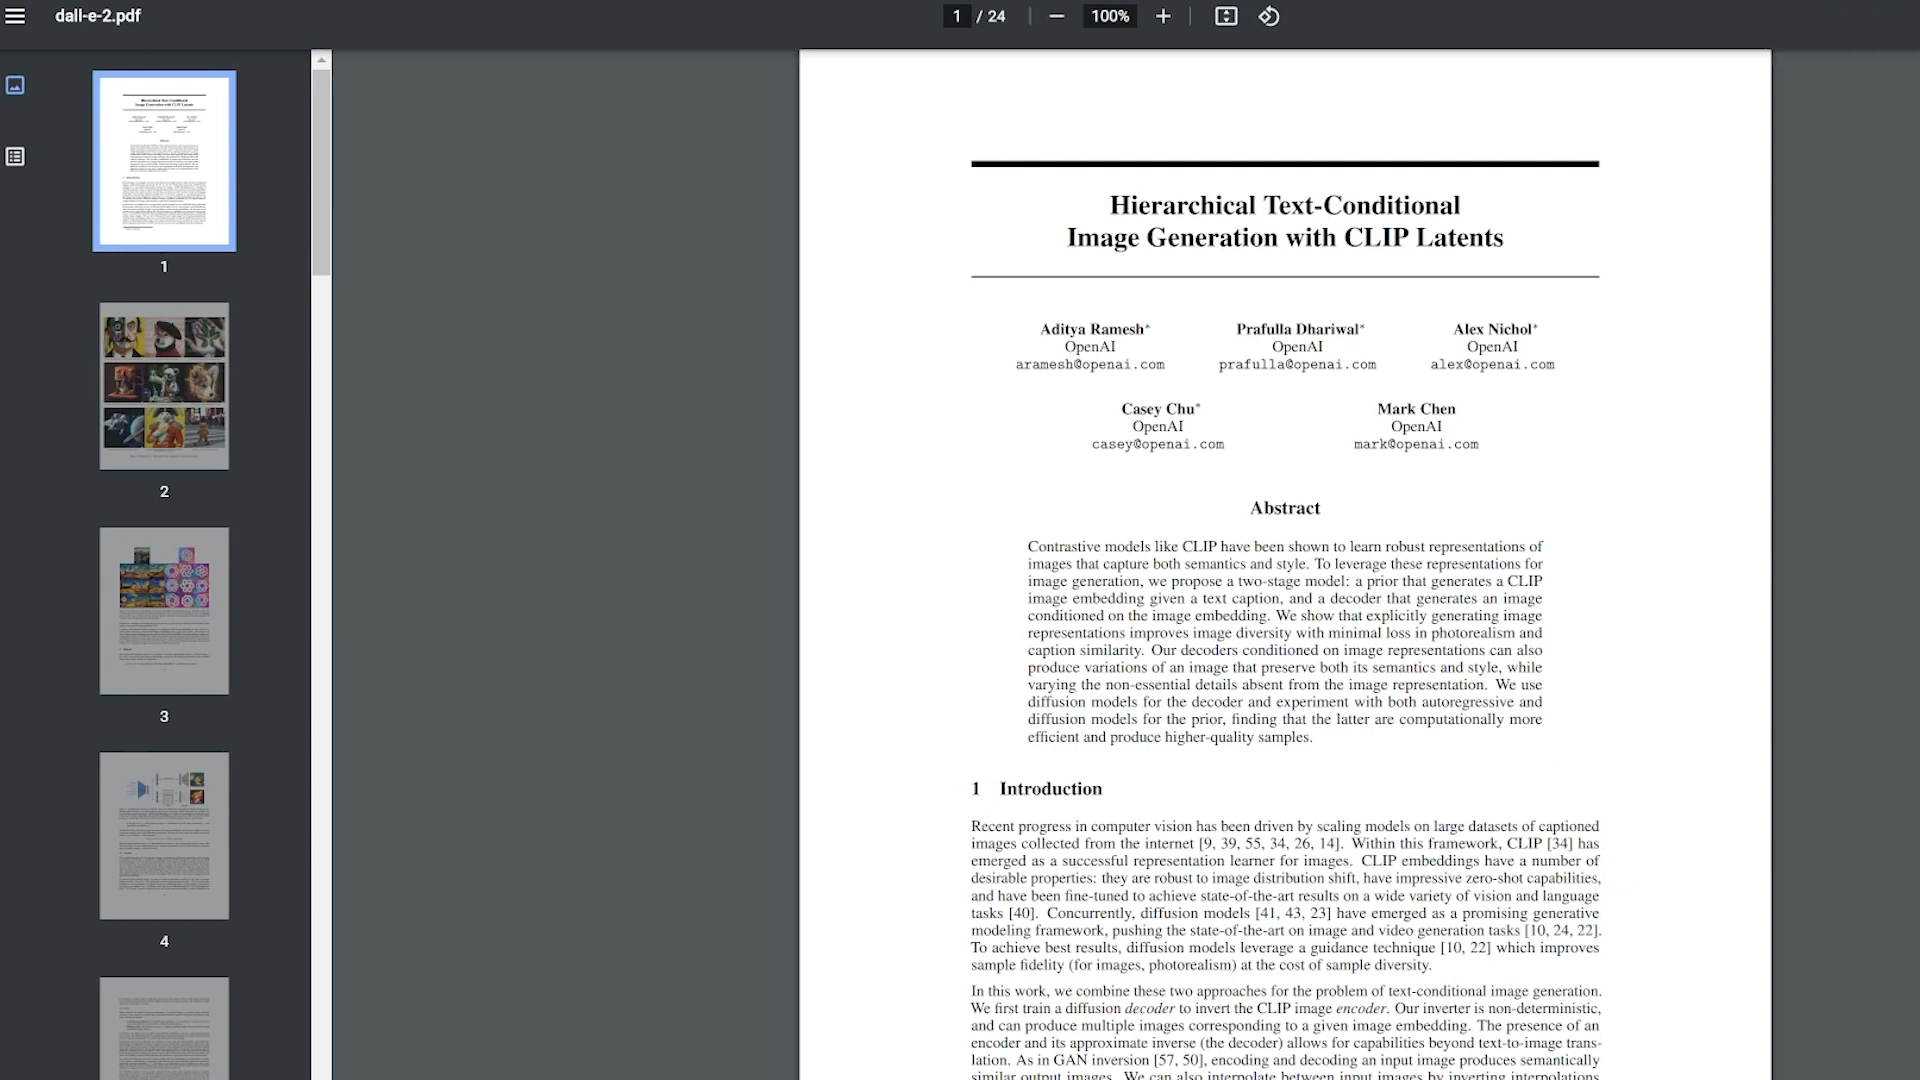 dall-e-2.pdf
1 / 24
100%
1
2
3
4
Hierarchical Text-Conditional
Image Generation with CLIP Latents
Aditya Ramesh* Prafulla Dhariwal* Alex Nichol*
OpenAI OpenAI OpenAI
aramesh@openai.com prafulla@openai.com alex@openai.com
Casey Chu* Mark Chen
OpenAI OpenAI
casey@openai.com mark@openai.com
Abstract
Contrastive models like CLIP have been shown to learn robust representations of
images that capture both semantics and style. To leverage these representations for
image generation, we propose a two-stage model: a prior that generates a CLIP
image embedding given a text caption, and a decoder that generates an image
conditioned on the image embedding. We show that explicitly generating image
representations improves image diversity with minimal loss in photorealism and
caption similarity. Our decoders conditioned on image representations can also
produce variations of an image that preserve both its semantics and style, while
varying the non-essential details absent from the image representation. We use
diffusion models for the decoder and experiment with both autoregressive and
diffusion models for the prior, finding that the latter are computationally more
efficient and produce higher-quality samples.
1 Introduction
Recent progress in computer vision has been driven by scaling models on large datasets of captioned
images collected from the internet [9, 39, 55, 34, 26, 14]. Within this framework, CLIP [34] has
emerged as a successful representation learner for images. CLIP embeddings have a number of
desirable properties: they are robust to image distribution shift, have impressive zero-shot capabilities,
and have been fine-tuned to achieve state-of-the-art results on a wide variety of vision and language
tasks [40]. Concurrently, diffusion models [41, 43, 23] have emerged as a promising generative
modeling framework, pushing the state-of-the-art on image and video generation tasks [10, 24, 22].
To achieve best results, diffusion models leverage a guidance technique [10, 22] which improves
sample fidelity (for images, photorealism) at the cost of sample diversity.
In this work, we combine these two approaches for the problem of text-conditional image generation.
We first train a diffusion decoder to invert the CLIP image encoder. Our inverter is non-deterministic,
and can produce multiple images corresponding to a given image embedding. The presence of an
encoder and its approximate inverse (the decoder) allows for capabilities beyond text-to-image trans-
lation. As in GAN inversion [57, 50], encoding and decoding an input image produces semantically
similar output images. We can also interpolate between input images by inverting interpolations